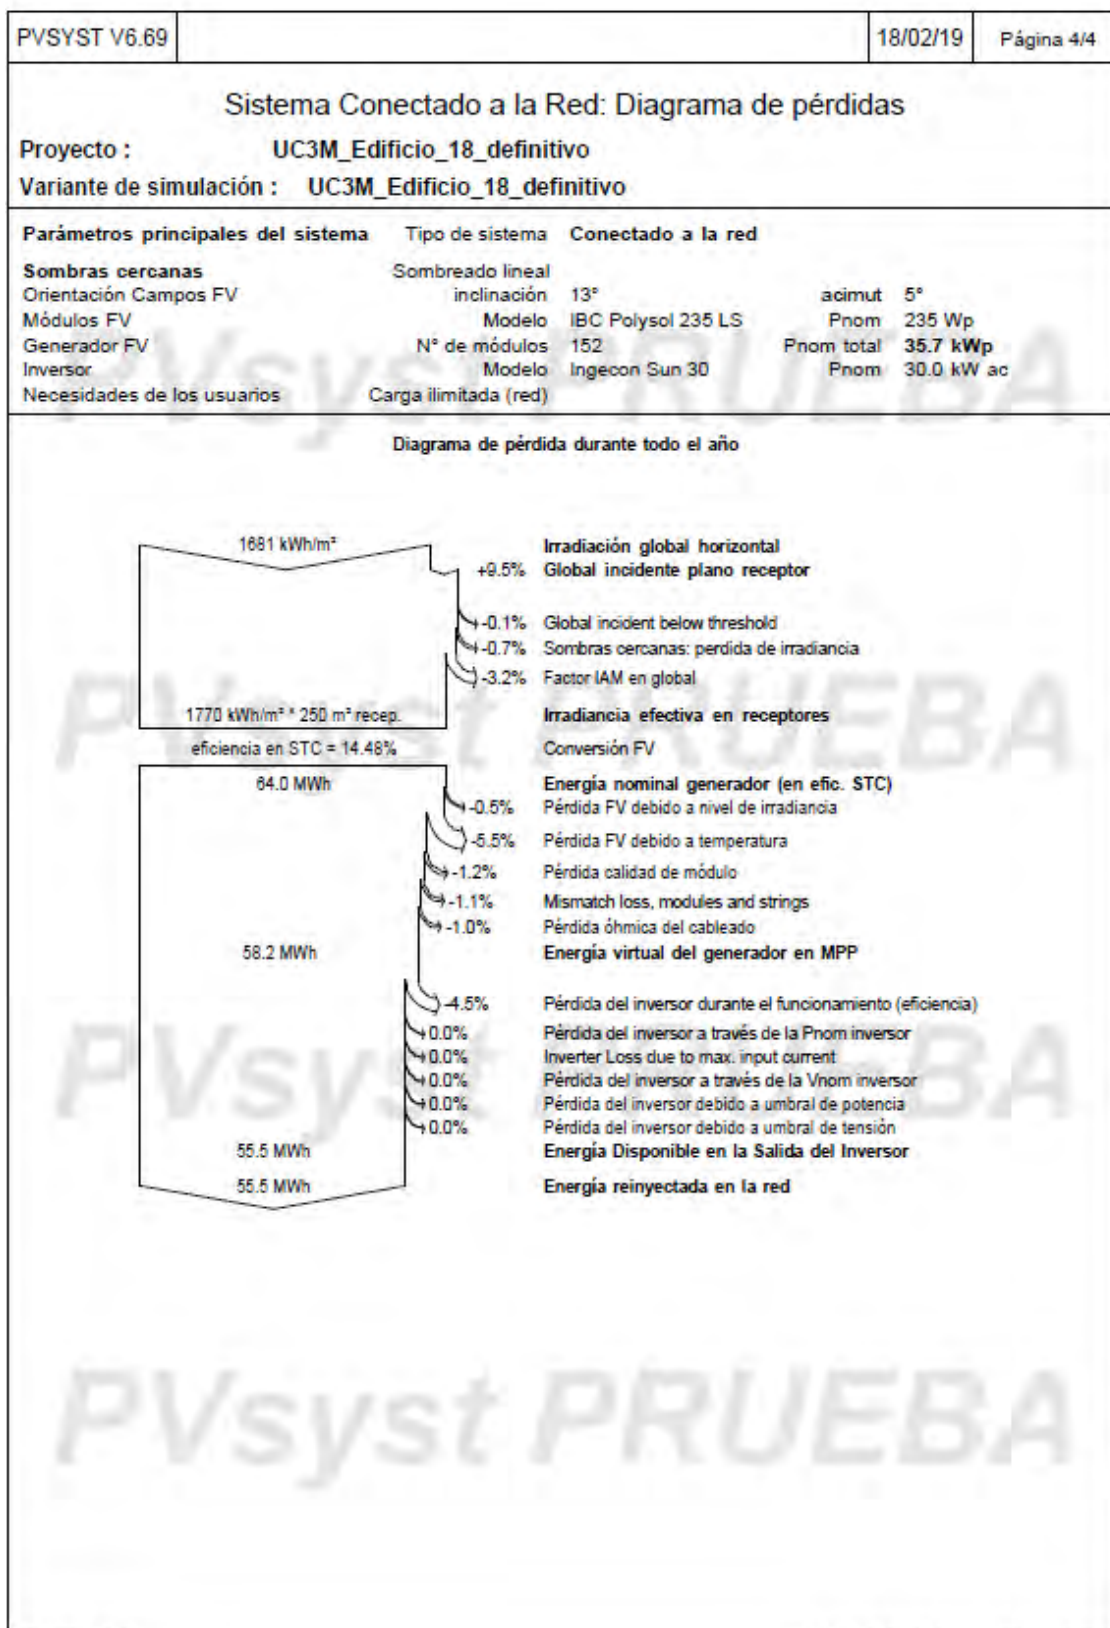 PVSYST V6.69 18/02/19 Página 4/4
Sistema Conectado a la Red: Diagrama de pérdidas
Proyecto : UC3M_Edificio_18_definitivo
Variante de simulación : UC3M_Edificio_18_definitivo
Parámetros principales del sistema Tipo de sistema Conectado a la red
Sombras cercanas Sombreado lineal
Orientación Campos FV inclinación 13° acimut 5°
Módulos FV Modelo IBC Polysol 235 LS Pnom 235 Wp
Generador FV N° de módulos 152 Pnom total 35.7 kWp
Inversor Modelo Ingecon Sun 30 Pnom 30.0 kW ac
Necesidades de los usuarios Carga ilimitada (red)
Diagrama de pérdida durante todo el año
1681 kWh/m² Irradiación global horizontal
+9.5% Global incidente plano receptor
-0.1% Global incident below threshold
-0.7% Sombras cercanas: perdida de irradiancia
-3.2% Factor IAM en global
1770 kWh/m² * 250 m² recep. Irradiancia efectiva en receptores
eficiencia en STC = 14.48% Conversión FV
64.0 MWh Energía nominal generador (en efic. STC)
-0.5% Pérdida FV debido a nivel de irradiancia
-5.5% Pérdida FV debido a temperatura
-1.2% Pérdida calidad de módulo
-1.1% Mismatch loss, modules and strings
-1.0% Pérdida óhmica del cableado
58.2 MWh Energía virtual del generador en MPP
-4.5% Pérdida del inversor durante el funcionamiento (eficiencia)
0.0% Pérdida del inversor a través de la Pnom inversor
0.0% Inverter Loss due to max. input current
0.0% Pérdida del inversor a través de la Vnom inversor
0.0% Pérdida del inversor debido a umbral de potencia
0.0% Pérdida del inversor debido a umbral de tensión
55.5 MWh Energía Disponible en la Salida del Inversor
55.5 MWh Energía reinyectada en la red
PVsyst PRUEBA
PVsyst PRUEBA
PVsyst PRUEBA
PVsyst PRUEBA